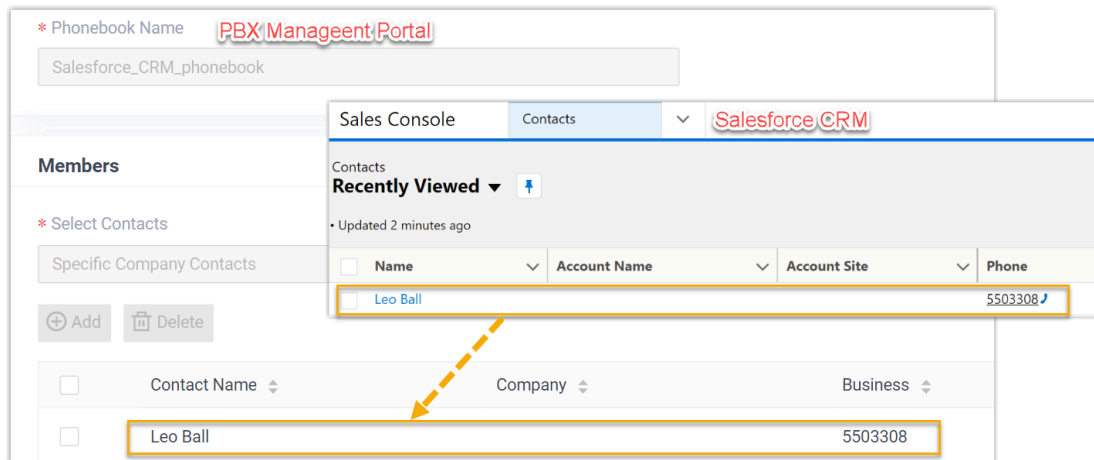 * Phonebook Name
PBX Manageent Portal
Salesforce_CRM_phonebook
Sales Console
Contacts
Salesforce CRM
Contacts
Recently Viewed
• Updated 2 minutes ago
Name
Account Name
Account Site
Phone
Leo Ball
5503308
Members
* Select Contacts
Specific Company Contacts
Add
Delete
Contact Name
Company
Business
Leo Ball
5503308